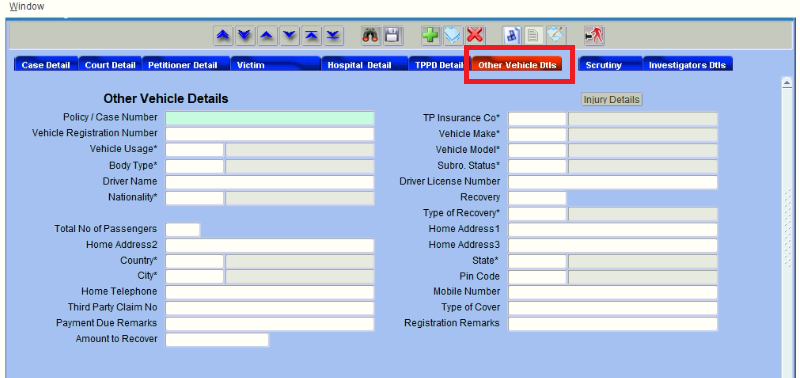 Window
Case Detail Court Detail Petitioner Detail Victim Hospital Detail TPPD Detail Other Vehicle Dtls Scrutiny Investigators Dtls
Other Vehicle Details
Injury Details
Policy / Case Number TP Insurance Co*
Vehicle Registration Number Vehicle Make*
Vehicle Usage* Vehicle Model*
Body Type* Subro. Status*
Driver Name Driver License Number
Nationality* Recovery
Type of Recovery*
Total No of Passengers Home Address1
Home Address2 Home Address3
Country* State*
City* Pin Code
Home Telephone Mobile Number
Third Party Claim No Type of Cover
Payment Due Remarks Registration Remarks
Amount to Recover